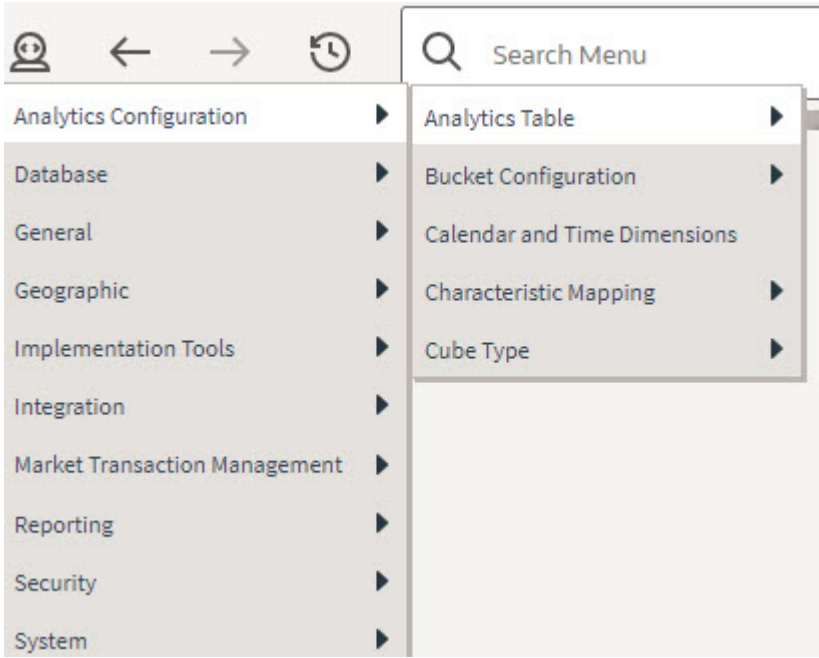 Search Menu
Analytics Configuration
Database
General
Geographic
Implementation Tools
Integration
Market Transaction Management
Reporting
Security
System
Analytics Table
Bucket Configuration
Calendar and Time Dimensions
Characteristic Mapping
Cube Type